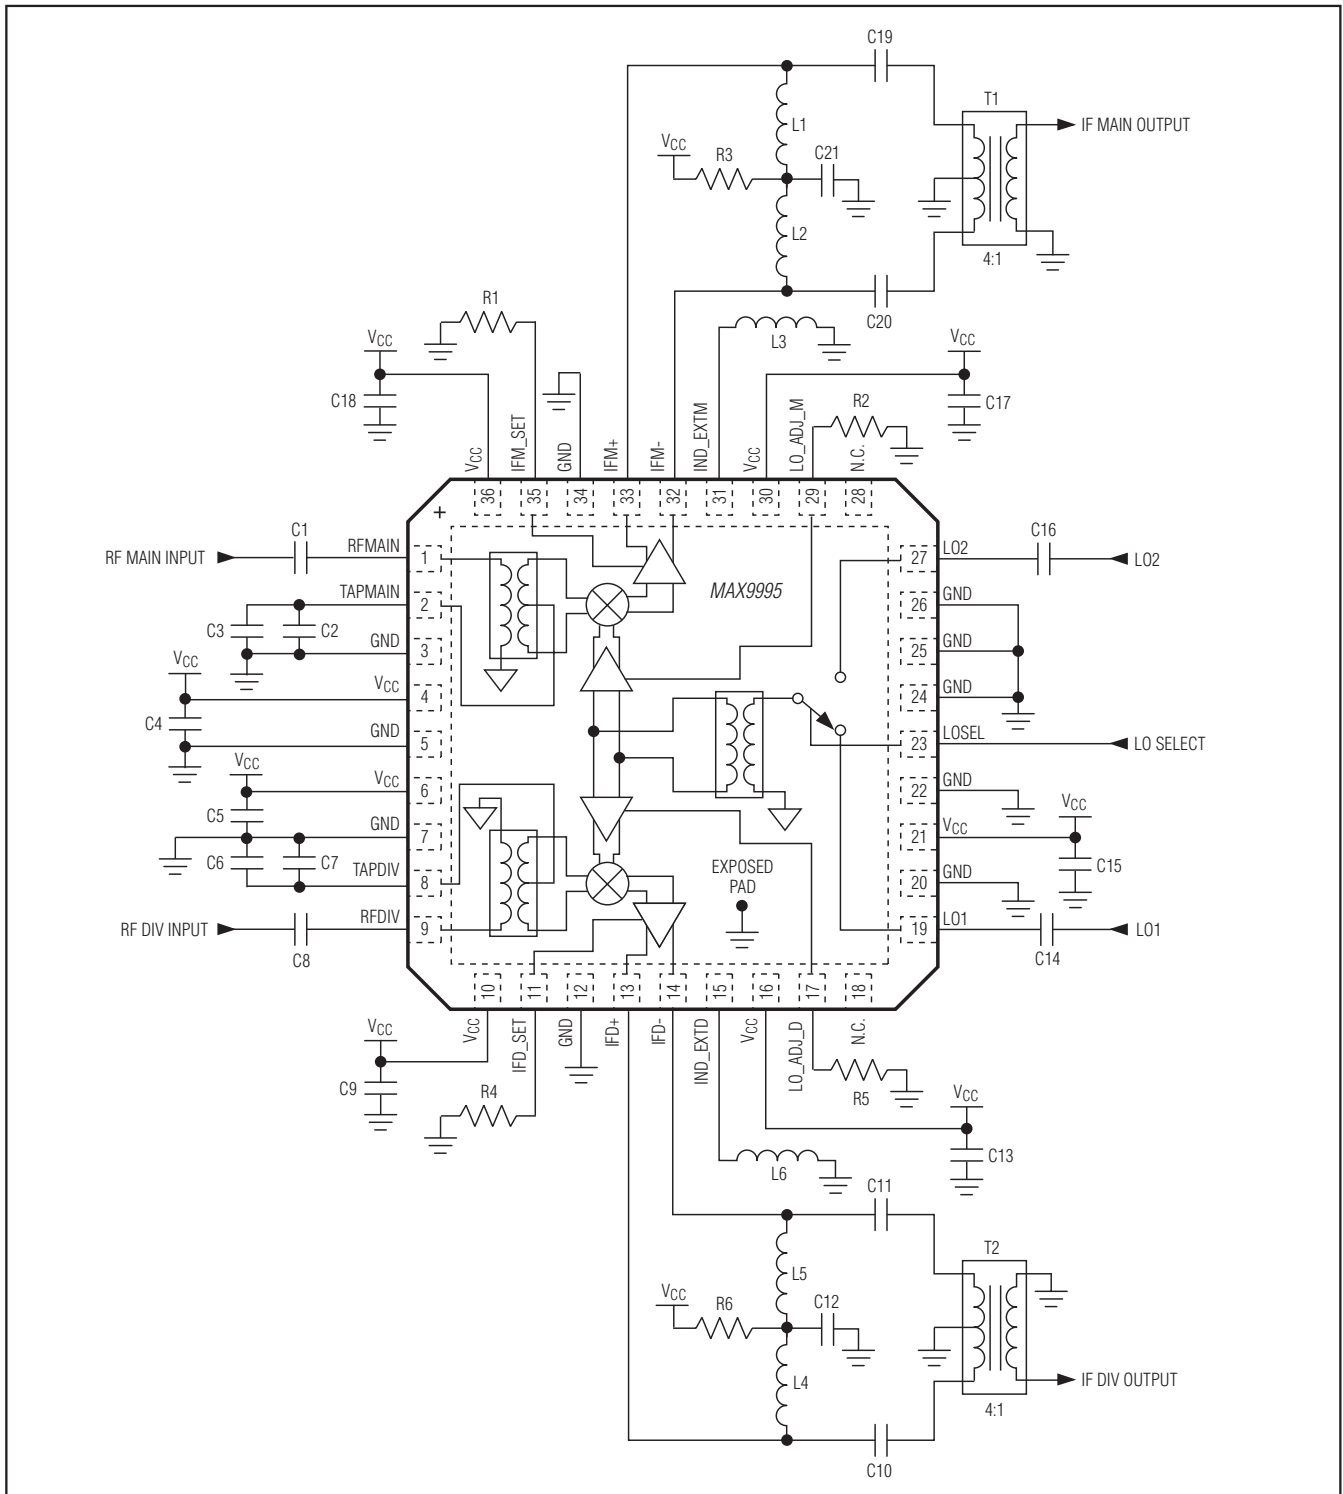 C19
T1
IF MAIN OUTPUT
L1
VCC
R3
C21
L2
4:1
C20
R1
L3
VCC
VCC
C18
C17
R2
VCC
IFM_SET
GND
IFM+
IFM-
IND_EXTM
VCC
LO_ADJ_M
N.C.
36
35
34
33
32
31
30
29
28
+
MAX9995
C1
RF MAIN INPUT
RFMAIN
1
27
LO2
C16
LO2
TAPMAIN
2
26
GND
C3
C2
GND
3
25
GND
VCC
VCC
4
24
GND
C4
GND
5
23
LOSEL
LO SELECT
VCC
VCC
6
22
GND
C5
VCC
GND
7
21
VCC
C6
C7
C15
EXPOSED
PAD
TAPDIV
8
20
GND
RF DIV INPUT
RFDIV
9
19
LO1
LO1
C8
C14
10
11
12
13
14
15
16
17
18
VCC
IFD_SET
GND
IFD+
IFD-
IND_EXTD
VCC
LO_ADJ_D
N.C.
VCC
C9
R4
R5
VCC
C13
L6
C11
T2
L5
VCC
R6
C12
L4
IF DIV OUTPUT
4:1
C10